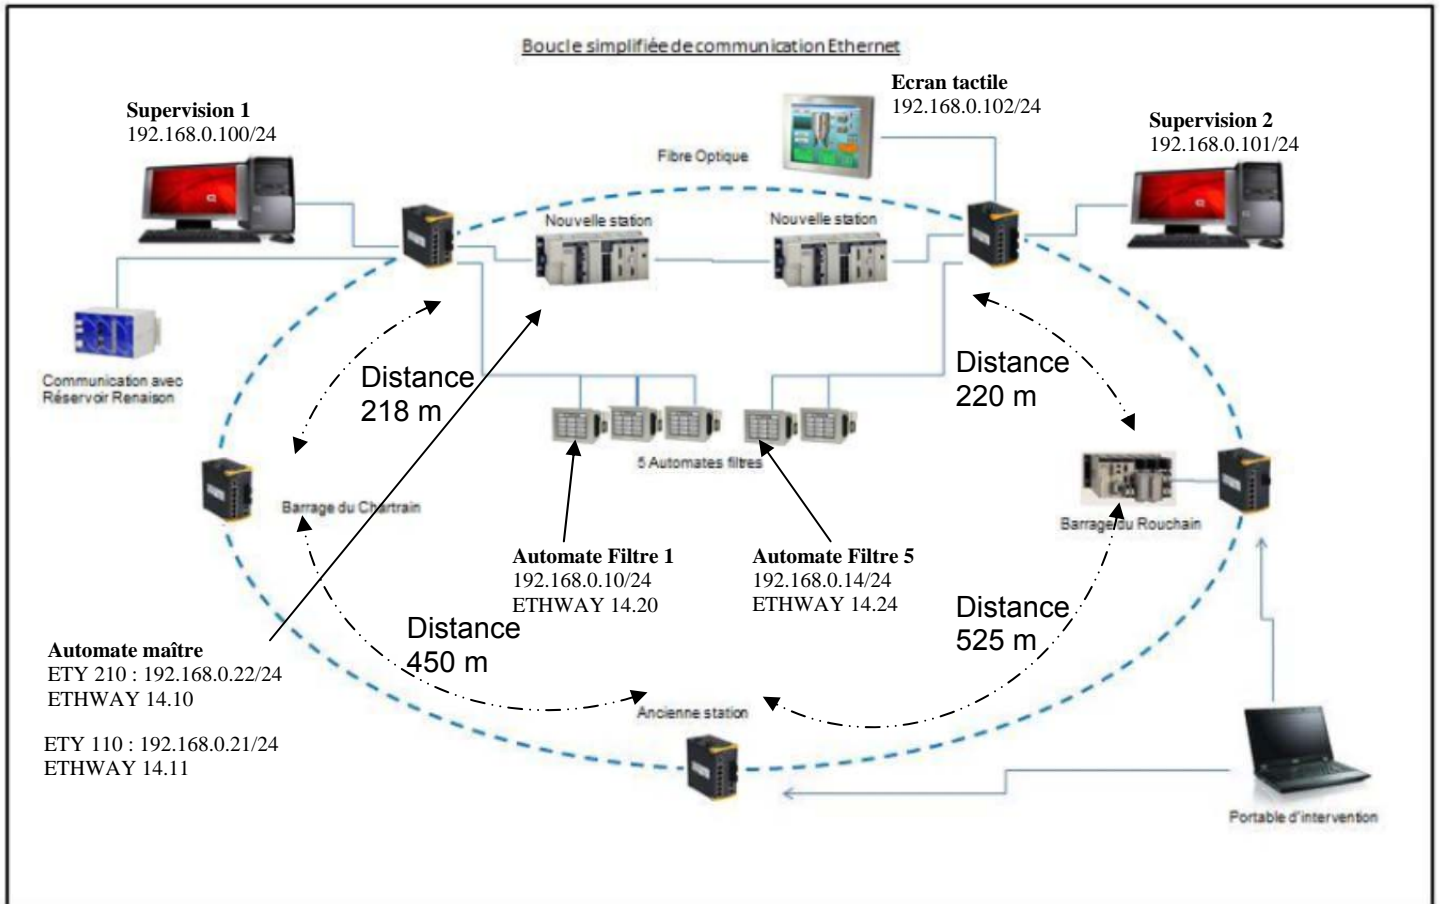 Boucle simplifiée de communication Ethernet
Supervision 1
192.168.0.100/24
Ecran tactile
192.168.0.102/24
Supervision 2
192.168.0.101/24
Fibre Optique
Nouvelle station
Nouvelle station
Communication avec
Réservoir Renaison
Distance
218 m
Distance
220 m
5 Automates filtres
Barrage du Chartrain
Barrage du Rouchain
Automate Filtre 1
192.168.0.10/24
ETHWAY 14.20
Automate Filtre 5
192.168.0.14/24
ETHWAY 14.24
Distance
450 m
Distance
525 m
Automate maître
ETY 210 : 192.168.0.22/24
ETHWAY 14.10
ETY 110 : 192.168.0.21/24
ETHWAY 14.11
Ancienne station
Portable d'intervention